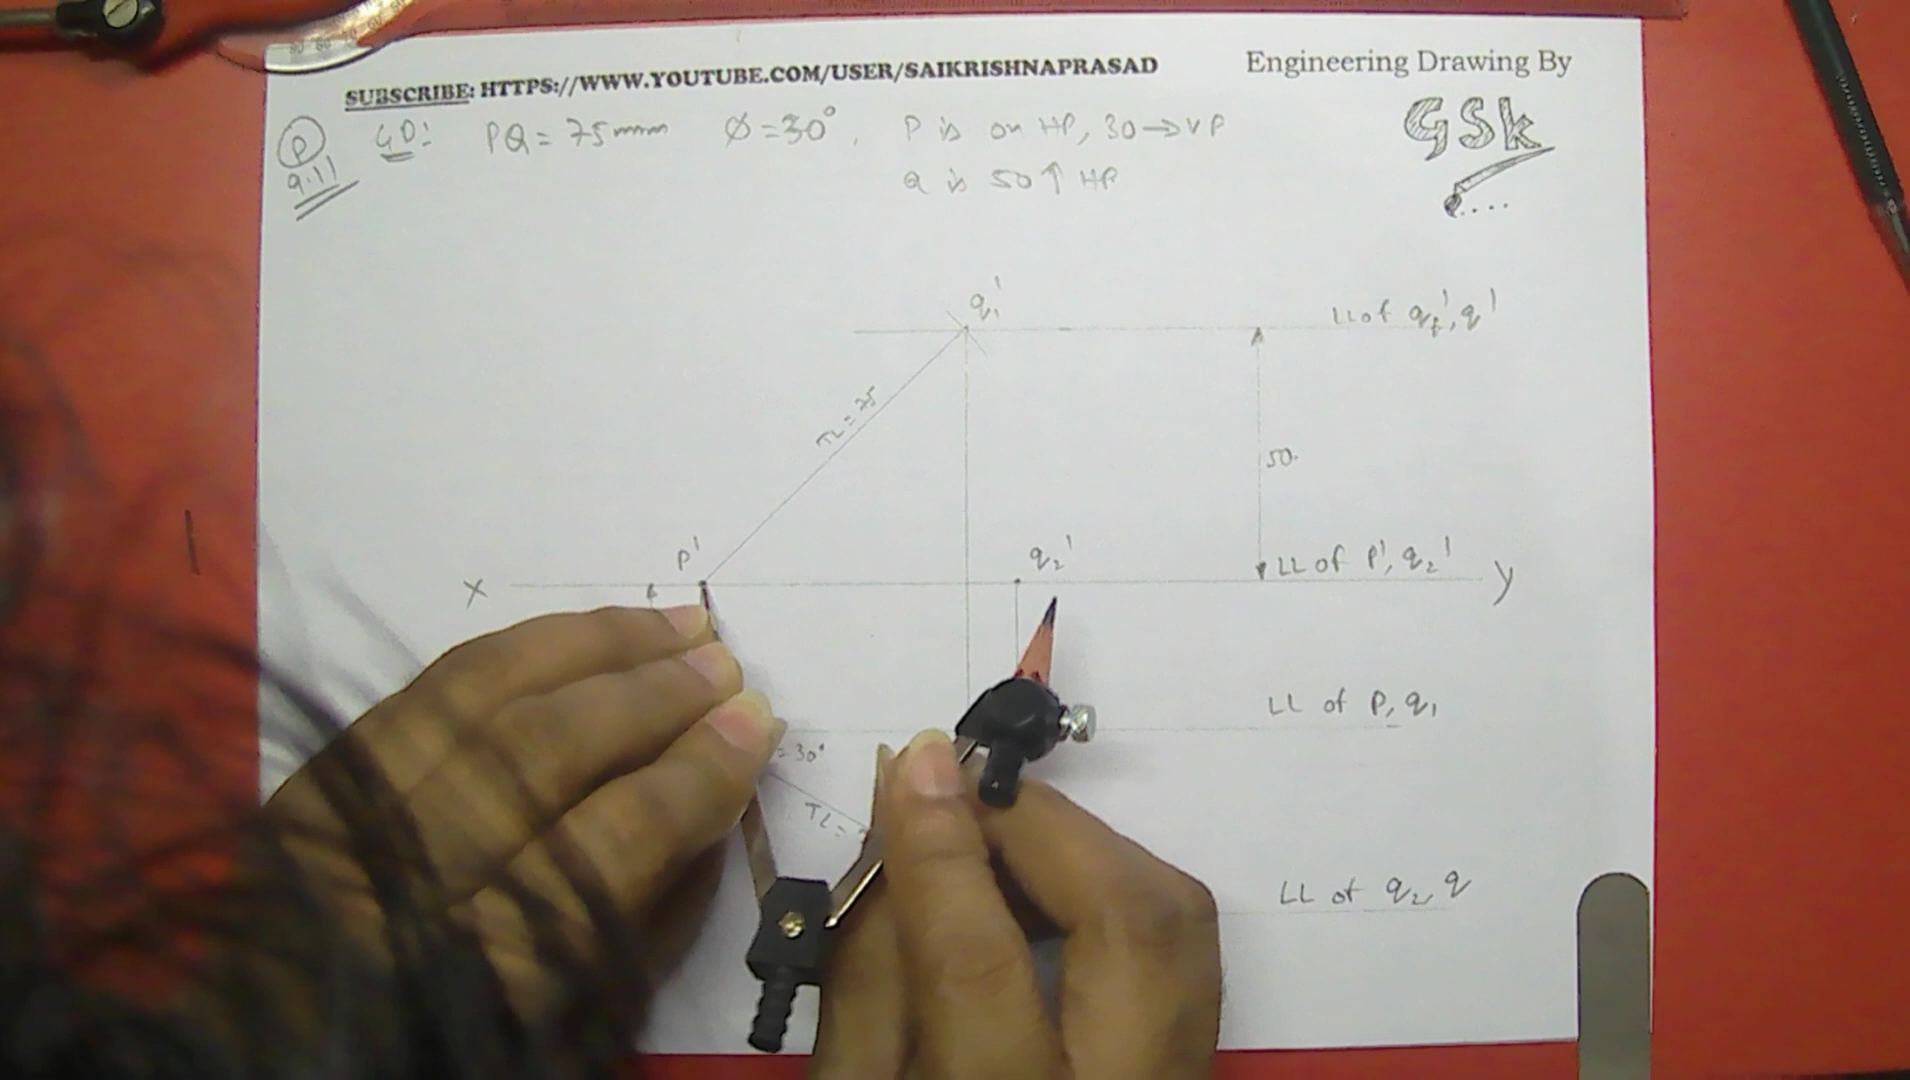 SUBSCRIBE: HTTPS://WWW.YOUTUBE.COM/USER/SAIKRISHNAPRASAD
Engineering Drawing By
GSk
P 9.11
GD: PQ = 75mm Ø = 30°, P is on HP, 30 → VP
Q is 50 ↑ HP
q₁'
LL of q₁', q'
TL = 75
50
p'
q₂'
LL of P', q₂'
X
Y
LL of P, q₁
= 30°
TL =
LL of q₂, q